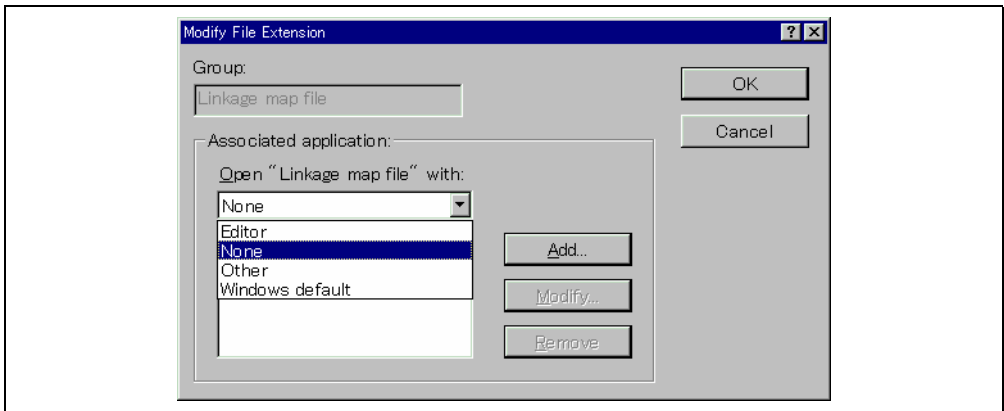 Modify File Extension
Group:
Linkage map file
OK
Cancel
Associated application:
Open "Linkage map file" with:
None
Editor
None
Other
Windows default
Add...
Modify...
Remove